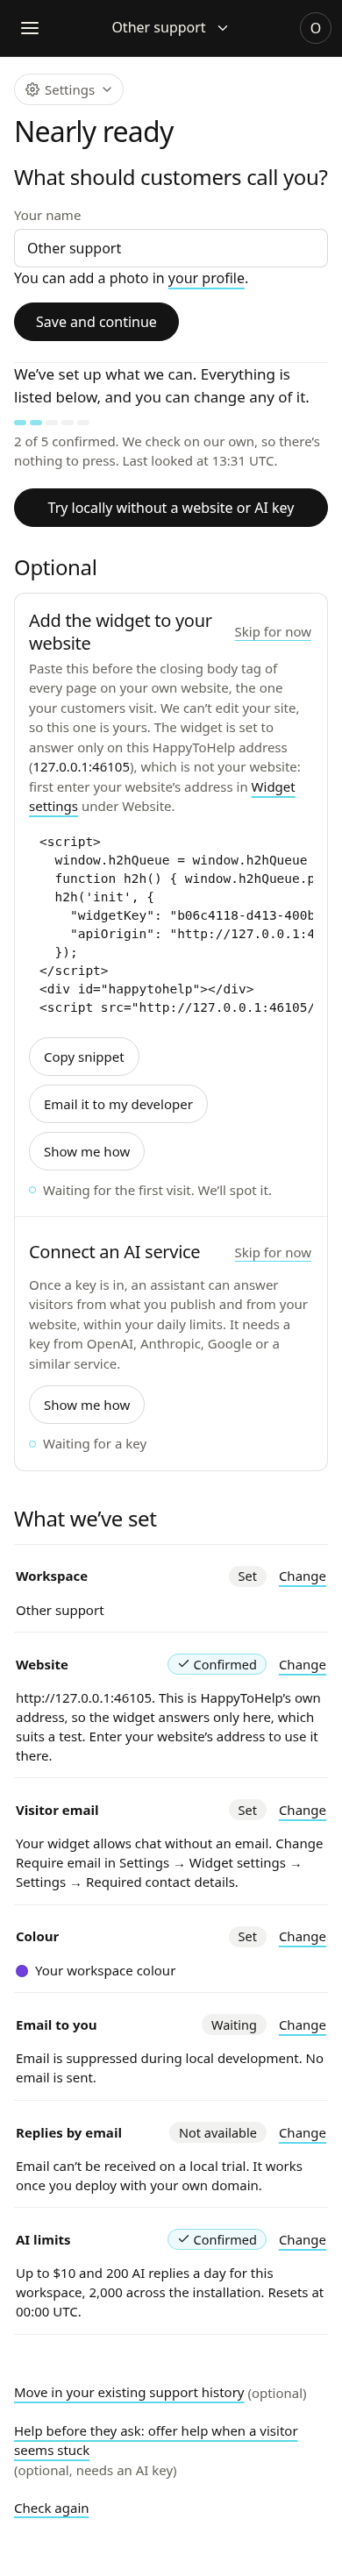 Other support
O
Settings
Nearly ready
What should customers call you?
Your name
Other support
You can add a photo in your profile.
Save and continue
We’ve set up what we can. Everything is
listed below, and you can change any of it.
2 of 5 confirmed. We check on our own, so there’s
nothing to press. Last looked at 13:31 UTC.
Try locally without a website or AI key
Optional
Add the widget to your
website
Skip for now
Paste this before the closing body tag of
every page on your own website, the one
your customers visit. We can’t edit your site,
so this one is yours. The widget is set to
answer only on this HappyToHelp address
(127.0.0.1:46105), which is not your website:
first enter your website’s address in Widget
settings under Website.
<script>
  window.h2hQueue = window.h2hQueue
  function h2h() { window.h2hQueue.p
  h2h('init', {
    "widgetKey": "b06c4118-d413-400b
    "apiOrigin": "http://127.0.0.1:4
  });
</script>
<div id="happytohelp"></div>
<script src="http://127.0.0.1:46105/
Copy snippet
Email it to my developer
Show me how
Waiting for the first visit. We’ll spot it.
Connect an AI service
Skip for now
Once a key is in, an assistant can answer
visitors from what you publish and from your
website, within your daily limits. It needs a
key from OpenAI, Anthropic, Google or a
similar service.
Show me how
Waiting for a key
What we’ve set
Workspace Set Change
Other support
Website Confirmed Change
http://127.0.0.1:46105. This is HappyToHelp’s own
address, so the widget answers only here, which
suits a test. Enter your website’s address to use it
there.
Visitor email Set Change
Your widget allows chat without an email. Change
Require email in Settings → Widget settings →
Settings → Required contact details.
Colour Set Change
Your workspace colour
Email to you Waiting Change
Email is suppressed during local development. No
email is sent.
Replies by email Not available Change
Email can’t be received on a local trial. It works
once you deploy with your own domain.
AI limits Confirmed Change
Up to $10 and 200 AI replies a day for this
workspace, 2,000 across the installation. Resets at
00:00 UTC.
Move in your existing support history (optional)
Help before they ask: offer help when a visitor
seems stuck
(optional, needs an AI key)
Check again